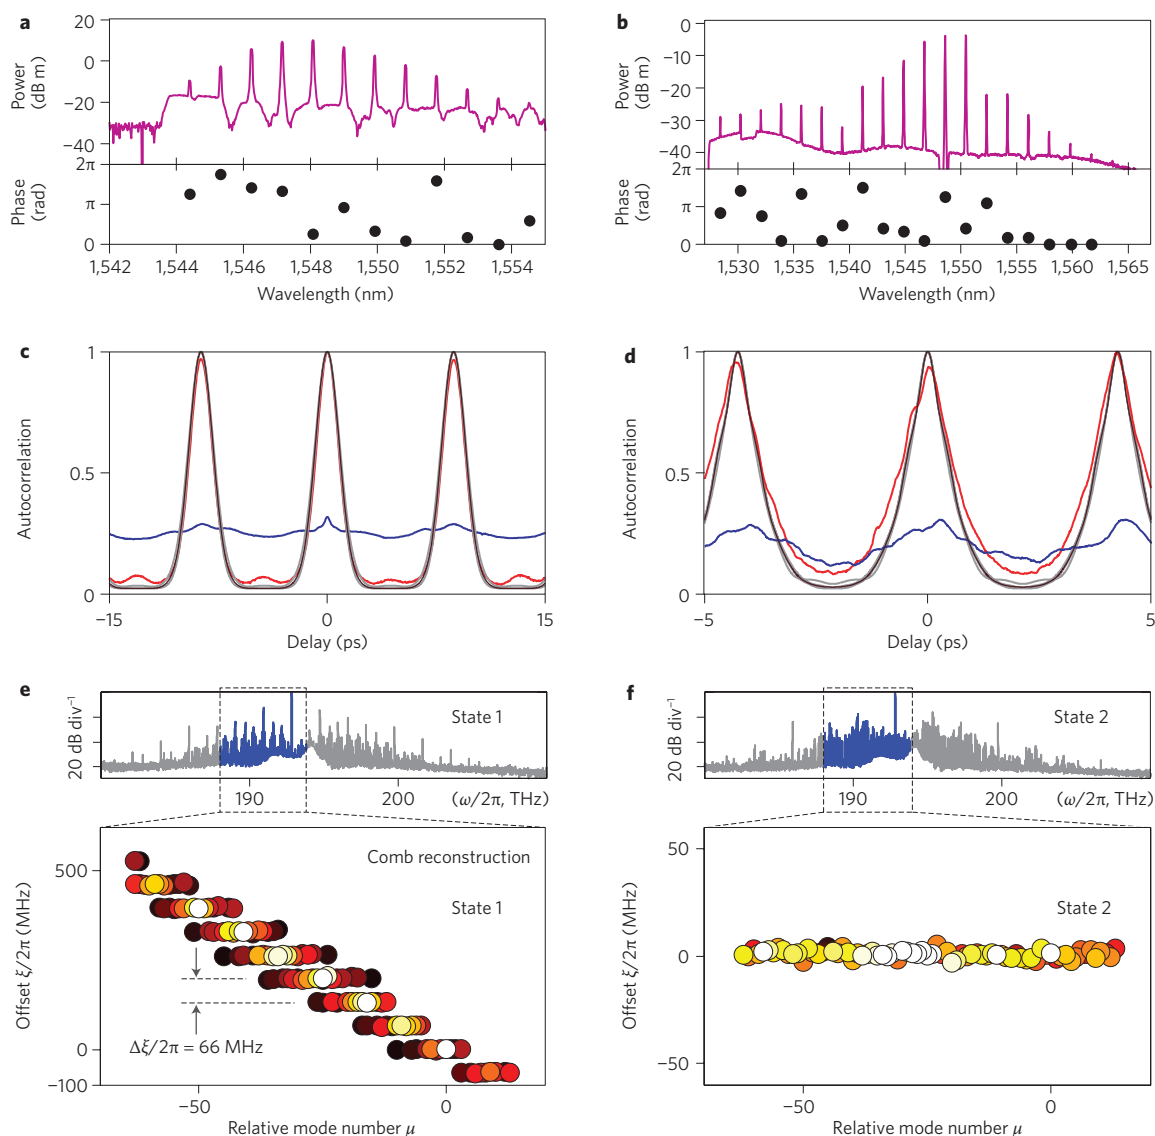 a
20
0
−20
−40
Power
(dB m)
2π
π
0
Phase
(rad)
1,542
1,544
1,546
1,548
1,550
1,552
1,554
Wavelength (nm)
b
0
−10
−20
−30
−40
Power
(dB m)
2π
π
0
Phase
(rad)
1,530
1,535
1,540
1,545
1,550
1,555
1,560
1,565
Wavelength (nm)
c
1
0.5
0
Autocorrelation
−15
0
15
Delay (ps)
d
1
0.5
0
Autocorrelation
−5
0
5
Delay (ps)
e
20 dB div⁻¹
State 1
190
200
(ω/2π, THz)
Comb reconstruction
State 1
500
0
−100
Offset ξ/2π (MHz)
Δξ/2π = 66 MHz
−50
0
Relative mode number μ
f
20 dB div⁻¹
State 2
190
200
(ω/2π, THz)
State 2
50
0
−50
Offset ξ/2π (MHz)
−50
0
Relative mode number μ